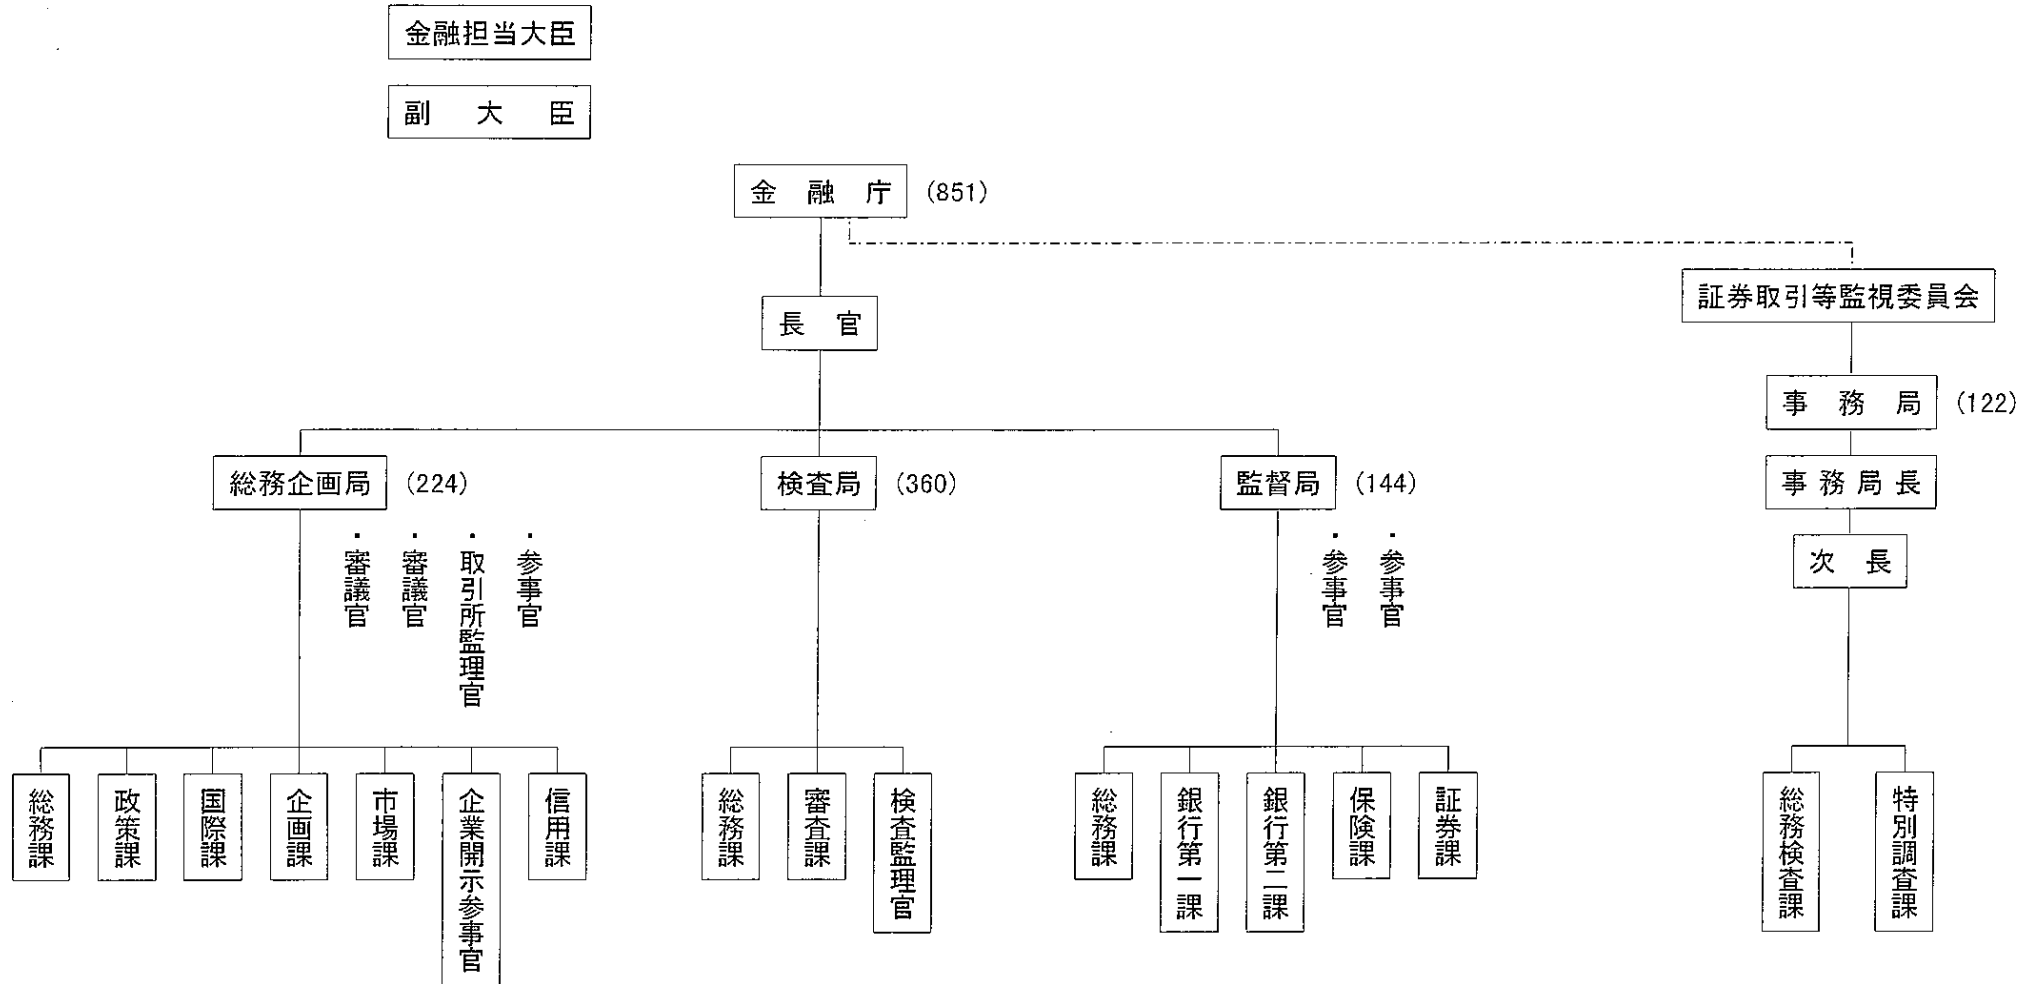 金融担当大臣
副大臣
金融庁 (851)
長官
証券取引等監視委員会
事務局 (122)
総務企画局 (224)
検査局 (360)
監督局 (144)
事務局長
次長
・審議官
・審議官
・取引所監理官
・参事官
・参事官
・参事官
総務課
政策課
国際課
企画課
市場課
企業開示参事官
信用課
総務課
審査課
検査監理官
総務課
銀行第一課
銀行第二課
保険課
証券課
総務検査課
特別調査課